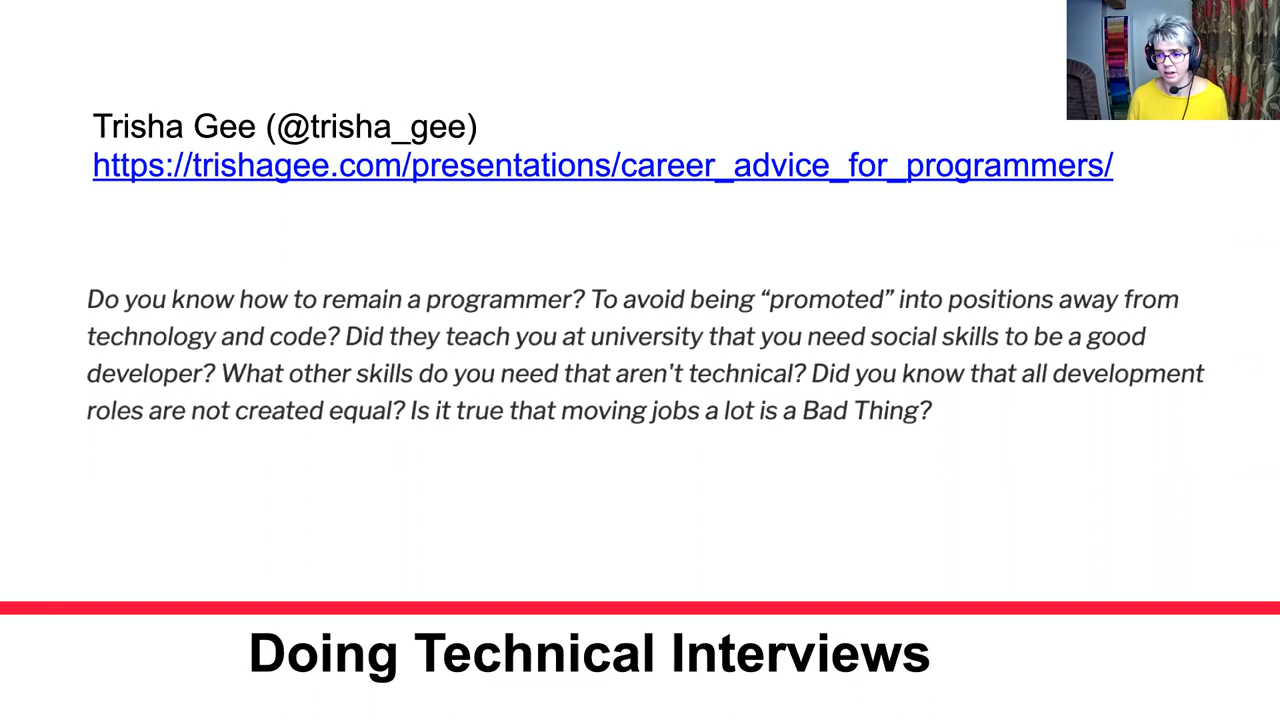 Trisha Gee (@trisha_gee)
https://trishagee.com/presentations/career_advice_for_programmers/
Do you know how to remain a programmer? To avoid being “promoted” into positions away from
technology and code? Did they teach you at university that you need social skills to be a good
developer? What other skills do you need that aren't technical? Did you know that all development
roles are not created equal? Is it true that moving jobs a lot is a Bad Thing?
Doing Technical Interviews